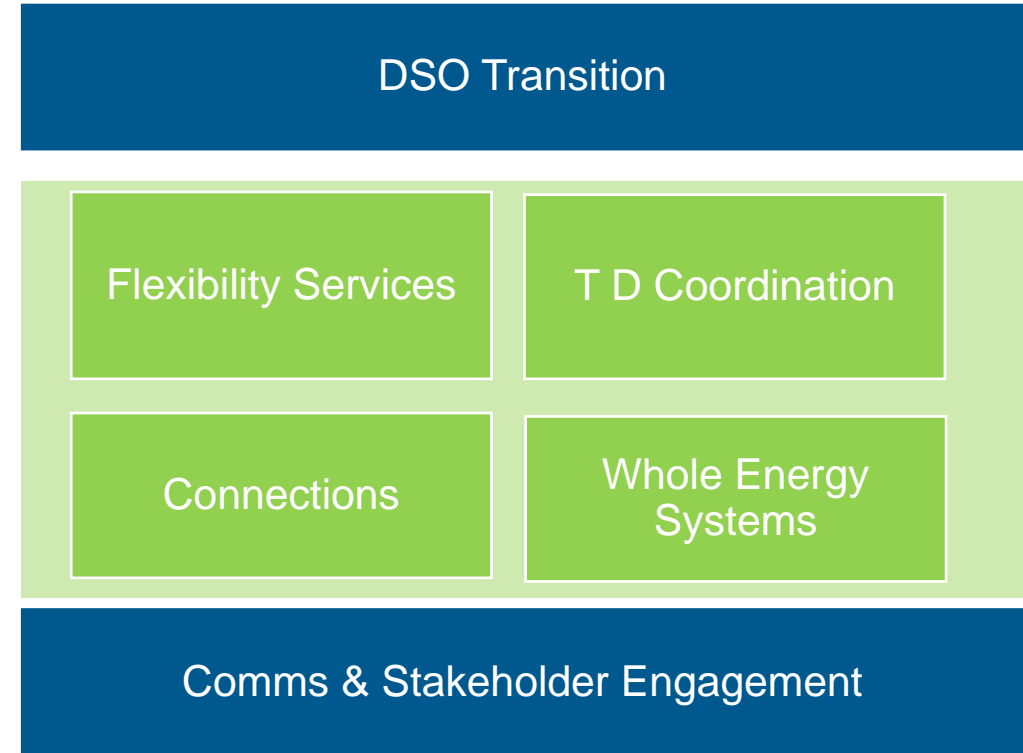 DSO Transition
Flexibility Services
T D Coordination
Connections
Whole Energy
Systems
Comms & Stakeholder Engagement